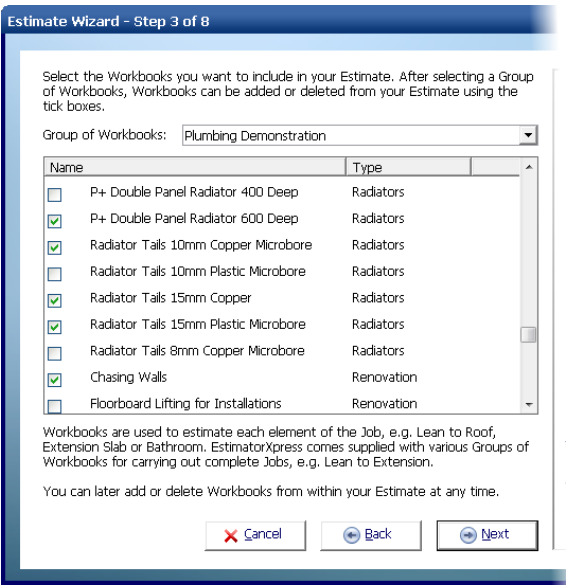 Estimate Wizard - Step 3 of 8
Select the Workbooks you want to include in your Estimate. After selecting a Group
of Workbooks, Workbooks can be added or deleted from your Estimate using the
tick boxes.
Group of Workbooks: Plumbing Demonstration
Name Type
P+ Double Panel Radiator 400 Deep Radiators
P+ Double Panel Radiator 600 Deep Radiators
Radiator Tails 10mm Copper Microbore Radiators
Radiator Tails 10mm Plastic Microbore Radiators
Radiator Tails 15mm Copper Radiators
Radiator Tails 15mm Plastic Microbore Radiators
Radiator Tails 8mm Copper Microbore Radiators
Chasing Walls Renovation
Floorboard Lifting for Installations Renovation
Workbooks are used to estimate each element of the Job, e.g. Lean to Roof,
Extension Slab or Bathroom. EstimatorXpress comes supplied with various Groups of
Workbooks for carrying out complete Jobs, e.g. Lean to Extension.
You can later add or delete Workbooks from within your Estimate at any time.
Cancel Back Next